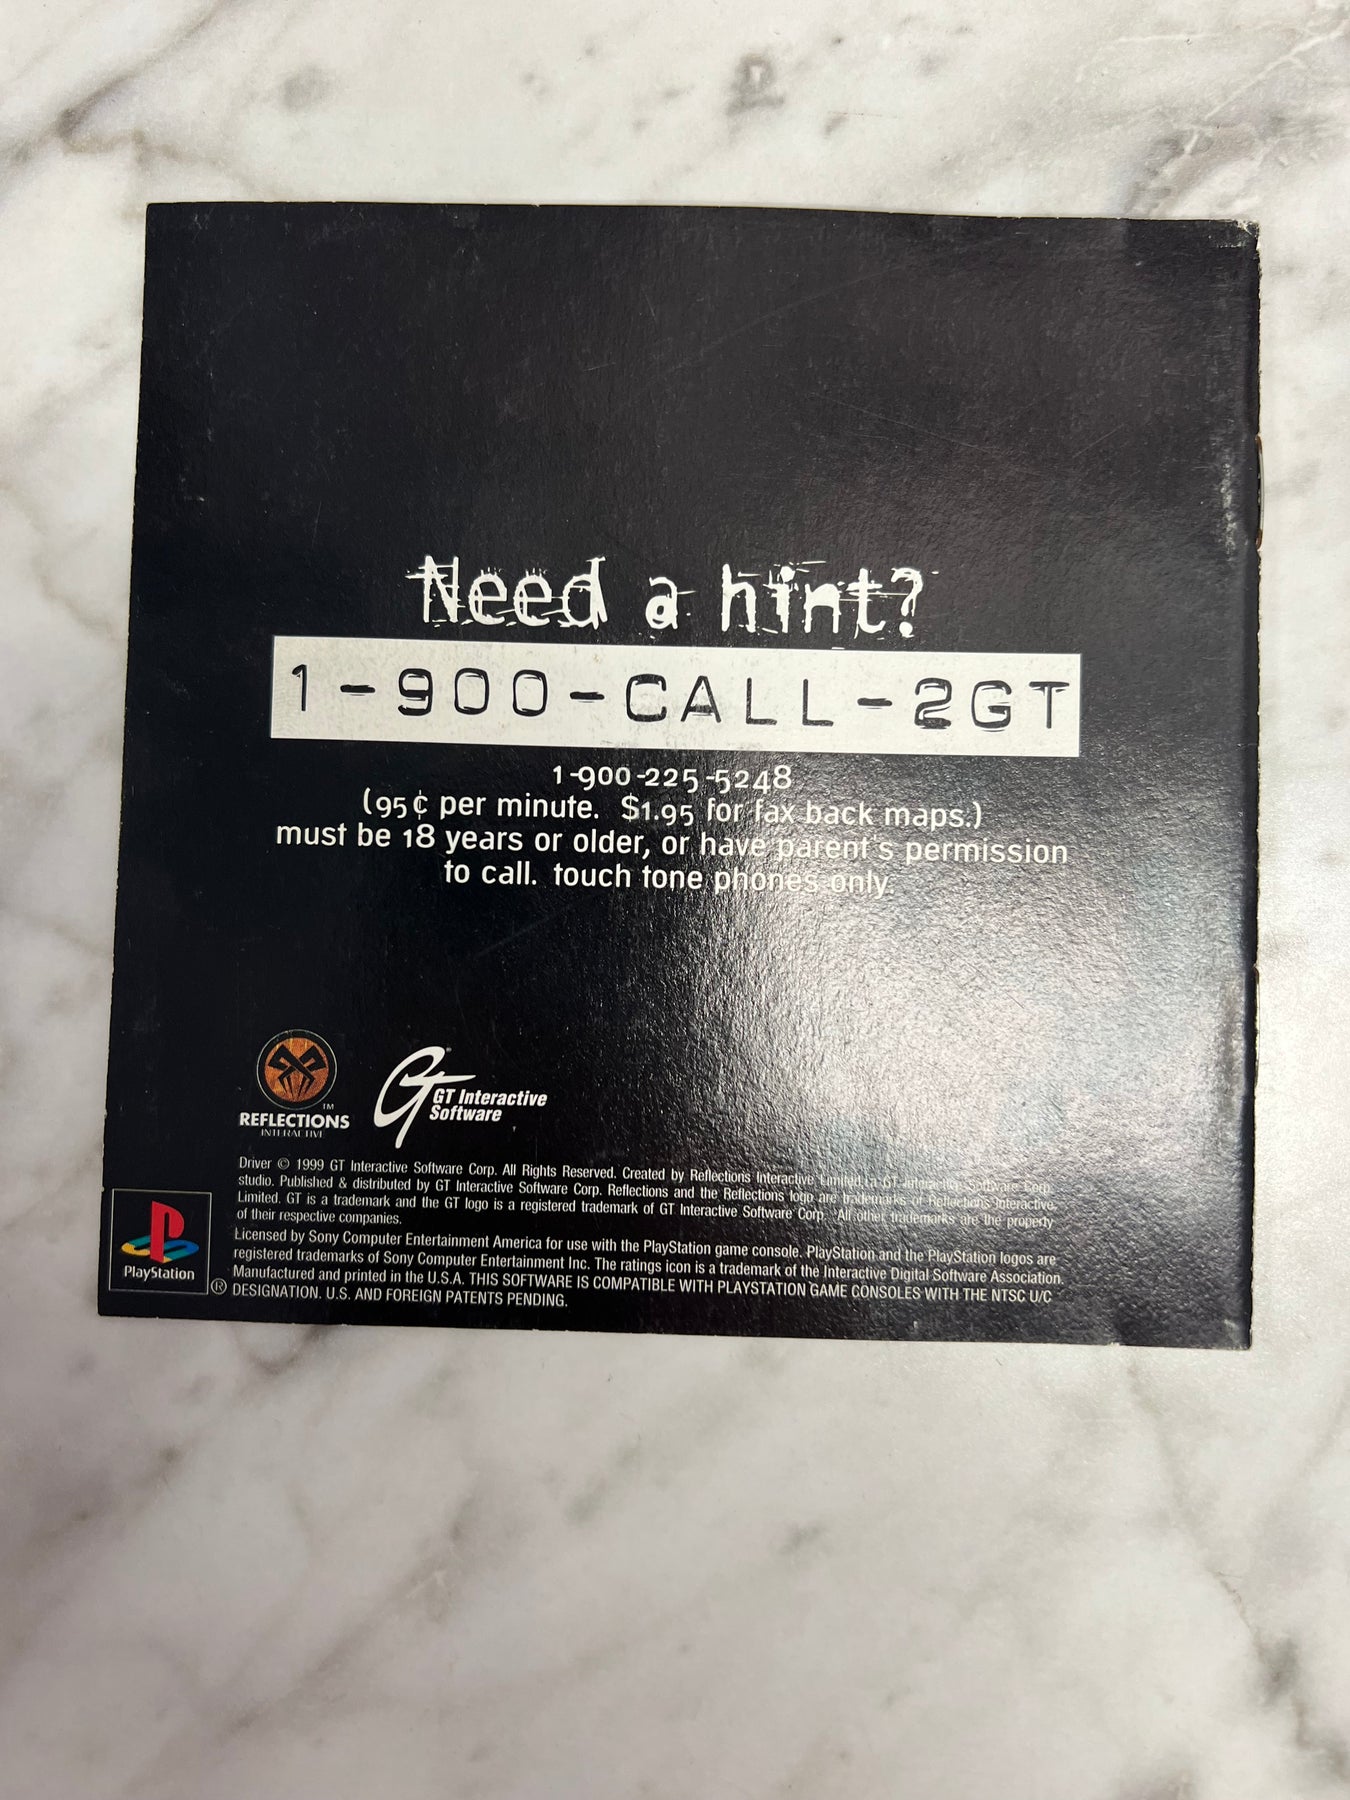 Need a hint?
1-900-CALL-2GT
1-900-225-5248
(95¢ per minute. $1.95 for fax back maps.)
must be 18 years or older, or have parent's permission
to call. touch tone phones only.
TM
REFLECTIONS
INTERACTIVE
GT GT Interactive
Software
Driver © 1999 GT Interactive Software Corp. All Rights Reserved. Created by Reflections Interactive Limited, a GT Interactive Software Corp.
studio. Published & distributed by GT Interactive Software Corp. Reflections and the Reflections logo are trademarks of Reflections Interactive
Limited. GT is a trademark and the GT logo is a registered trademark of GT Interactive Software Corp. All other trademarks are the property
of their respective companies.
Licensed by Sony Computer Entertainment America for use with the PlayStation game console. PlayStation and the PlayStation logos are
registered trademarks of Sony Computer Entertainment Inc. The ratings icon is a trademark of the Interactive Digital Software Association.
Manufactured and printed in the U.S.A. THIS SOFTWARE IS COMPATIBLE WITH PLAYSTATION GAME CONSOLES WITH THE NTSC U/C
DESIGNATION. U.S. AND FOREIGN PATENTS PENDING.
PlayStation
®